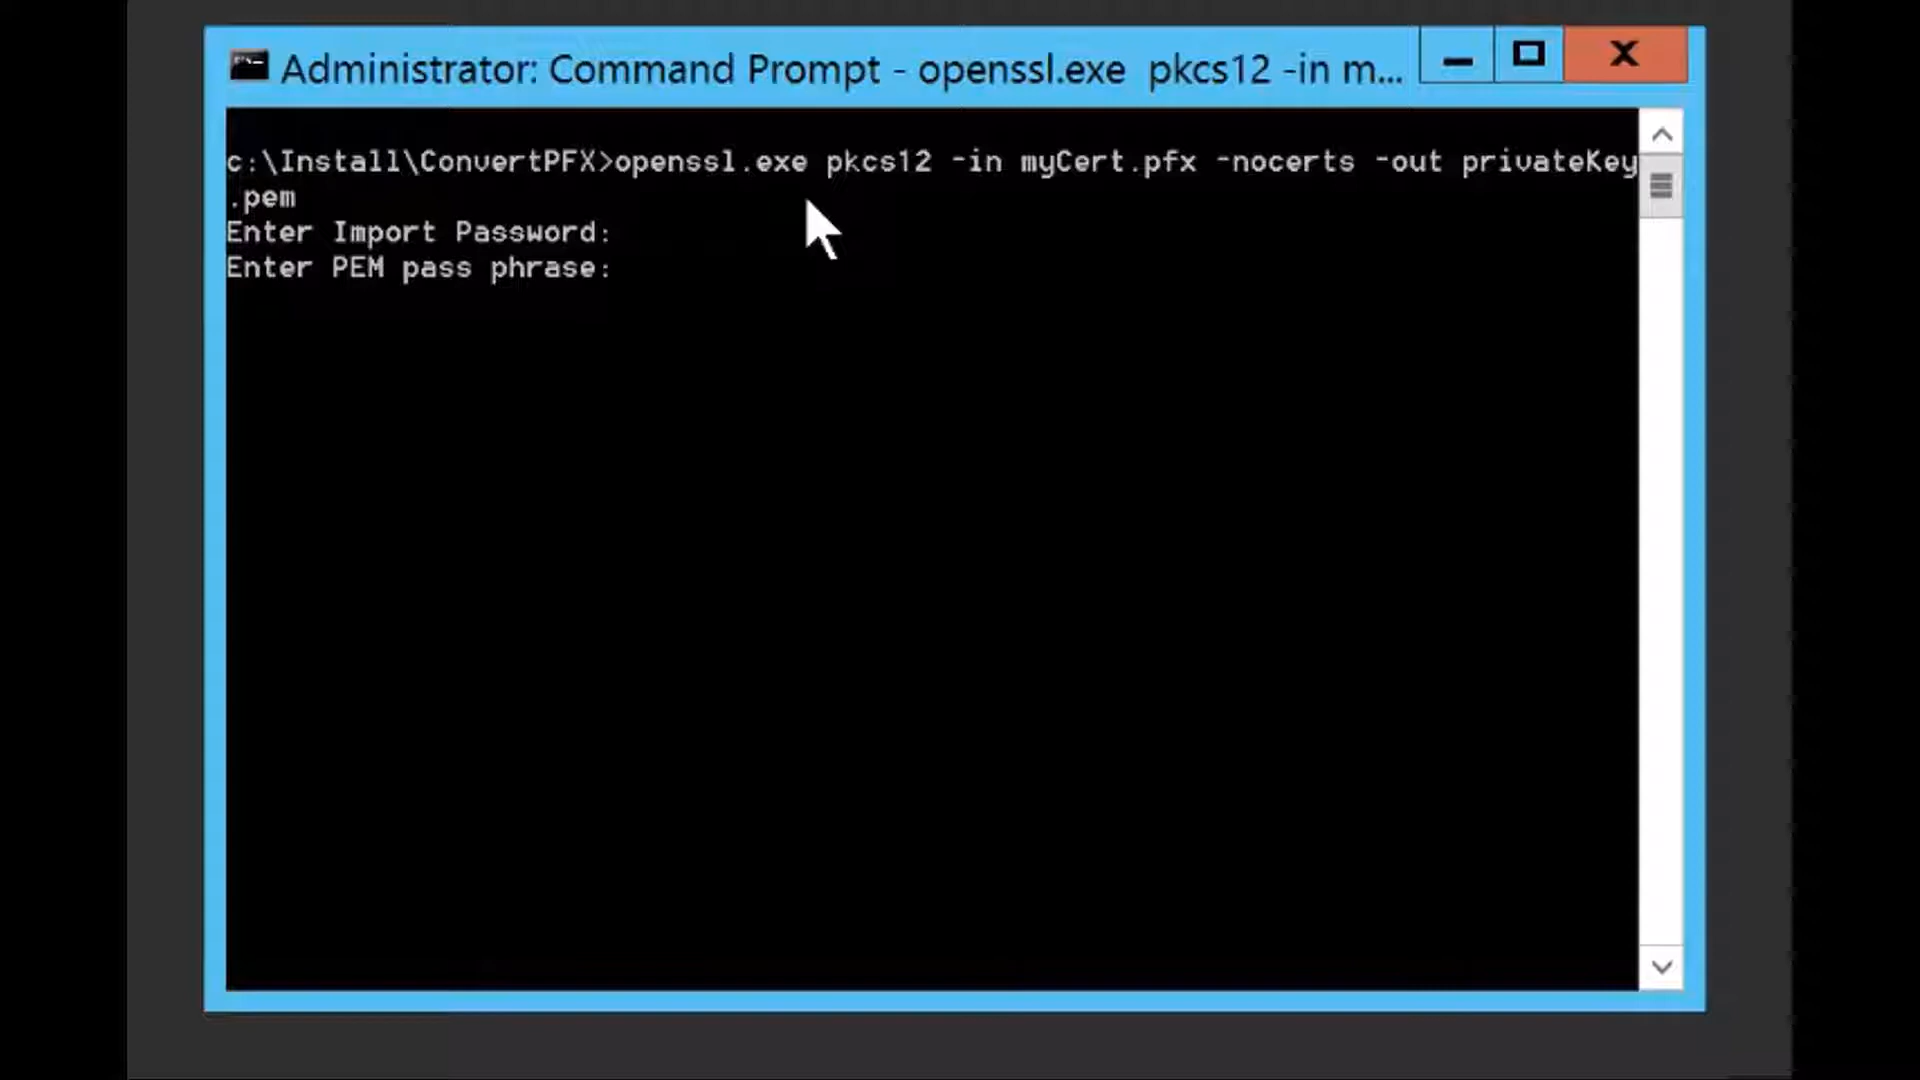 Administrator: Command Prompt - openssl.exe  pkcs12 -in m...
c:\Install\ConvertPFX>openssl.exe pkcs12 -in myCert.pfx -nocerts -out privateKey
.pem
Enter Import Password:
Enter PEM pass phrase: